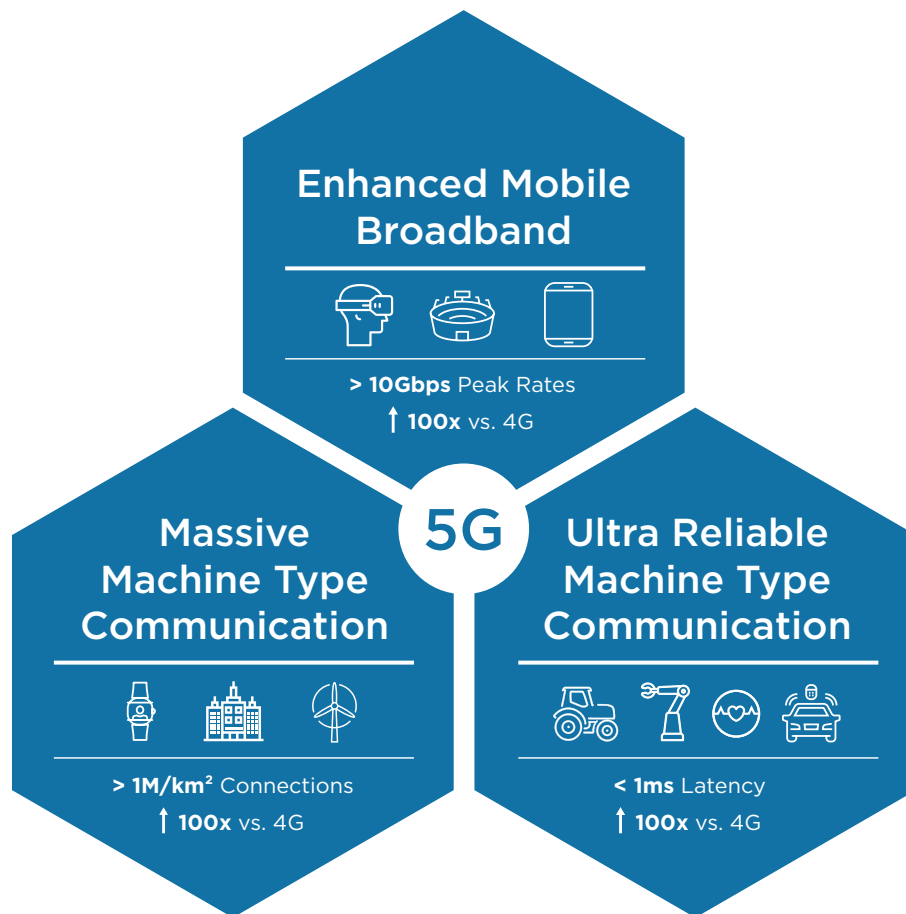 Enhanced Mobile
Broadband
> 10Gbps Peak Rates
↑ 100x vs. 4G
5G
Massive
Machine Type
Communication
> 1M/km² Connections
↑ 100x vs. 4G
Ultra Reliable
Machine Type
Communication
< 1ms Latency
↑ 100x vs. 4G